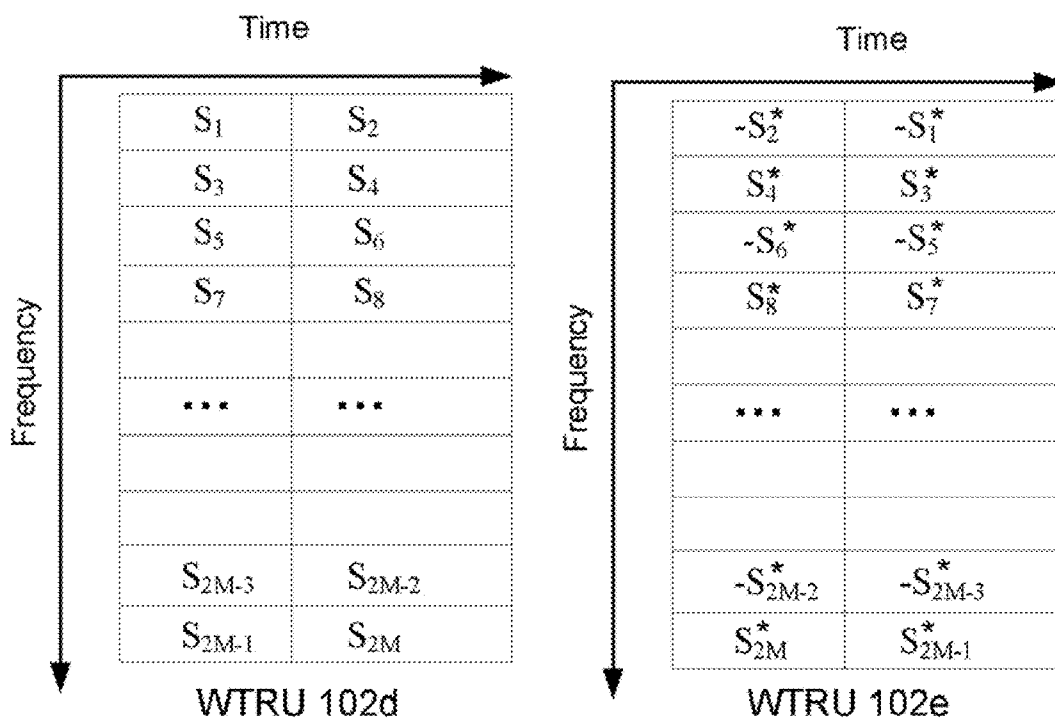 Time
Frequency
S₁ S₂
S₃ S₄
S₅ S₆
S₇ S₈
... ...
S₂M-3 S₂M-2
S₂M-1 S₂M
WTRU 102d
Time
Frequency
-S₂* -S₁*
S₄* S₃*
-S₆* -S₅*
S₈* S₇*
... ...
-S₂M-2* -S₂M-3*
S₂M* S₂M-1*
WTRU 102e